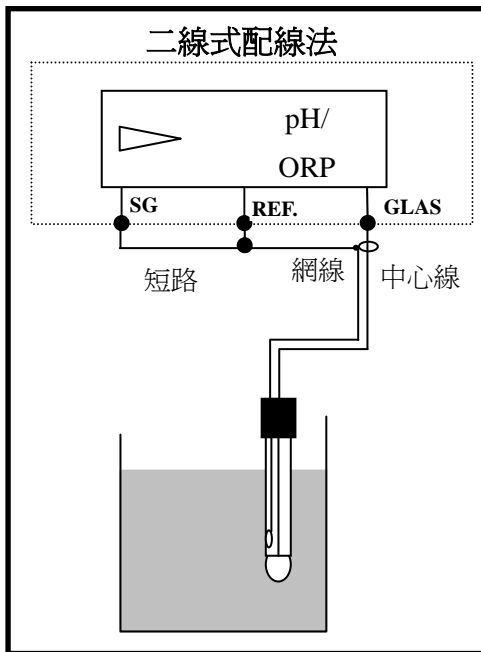 二線式配線法
pH/
ORP
SG
REF.
GLAS
短路
網線
中心線